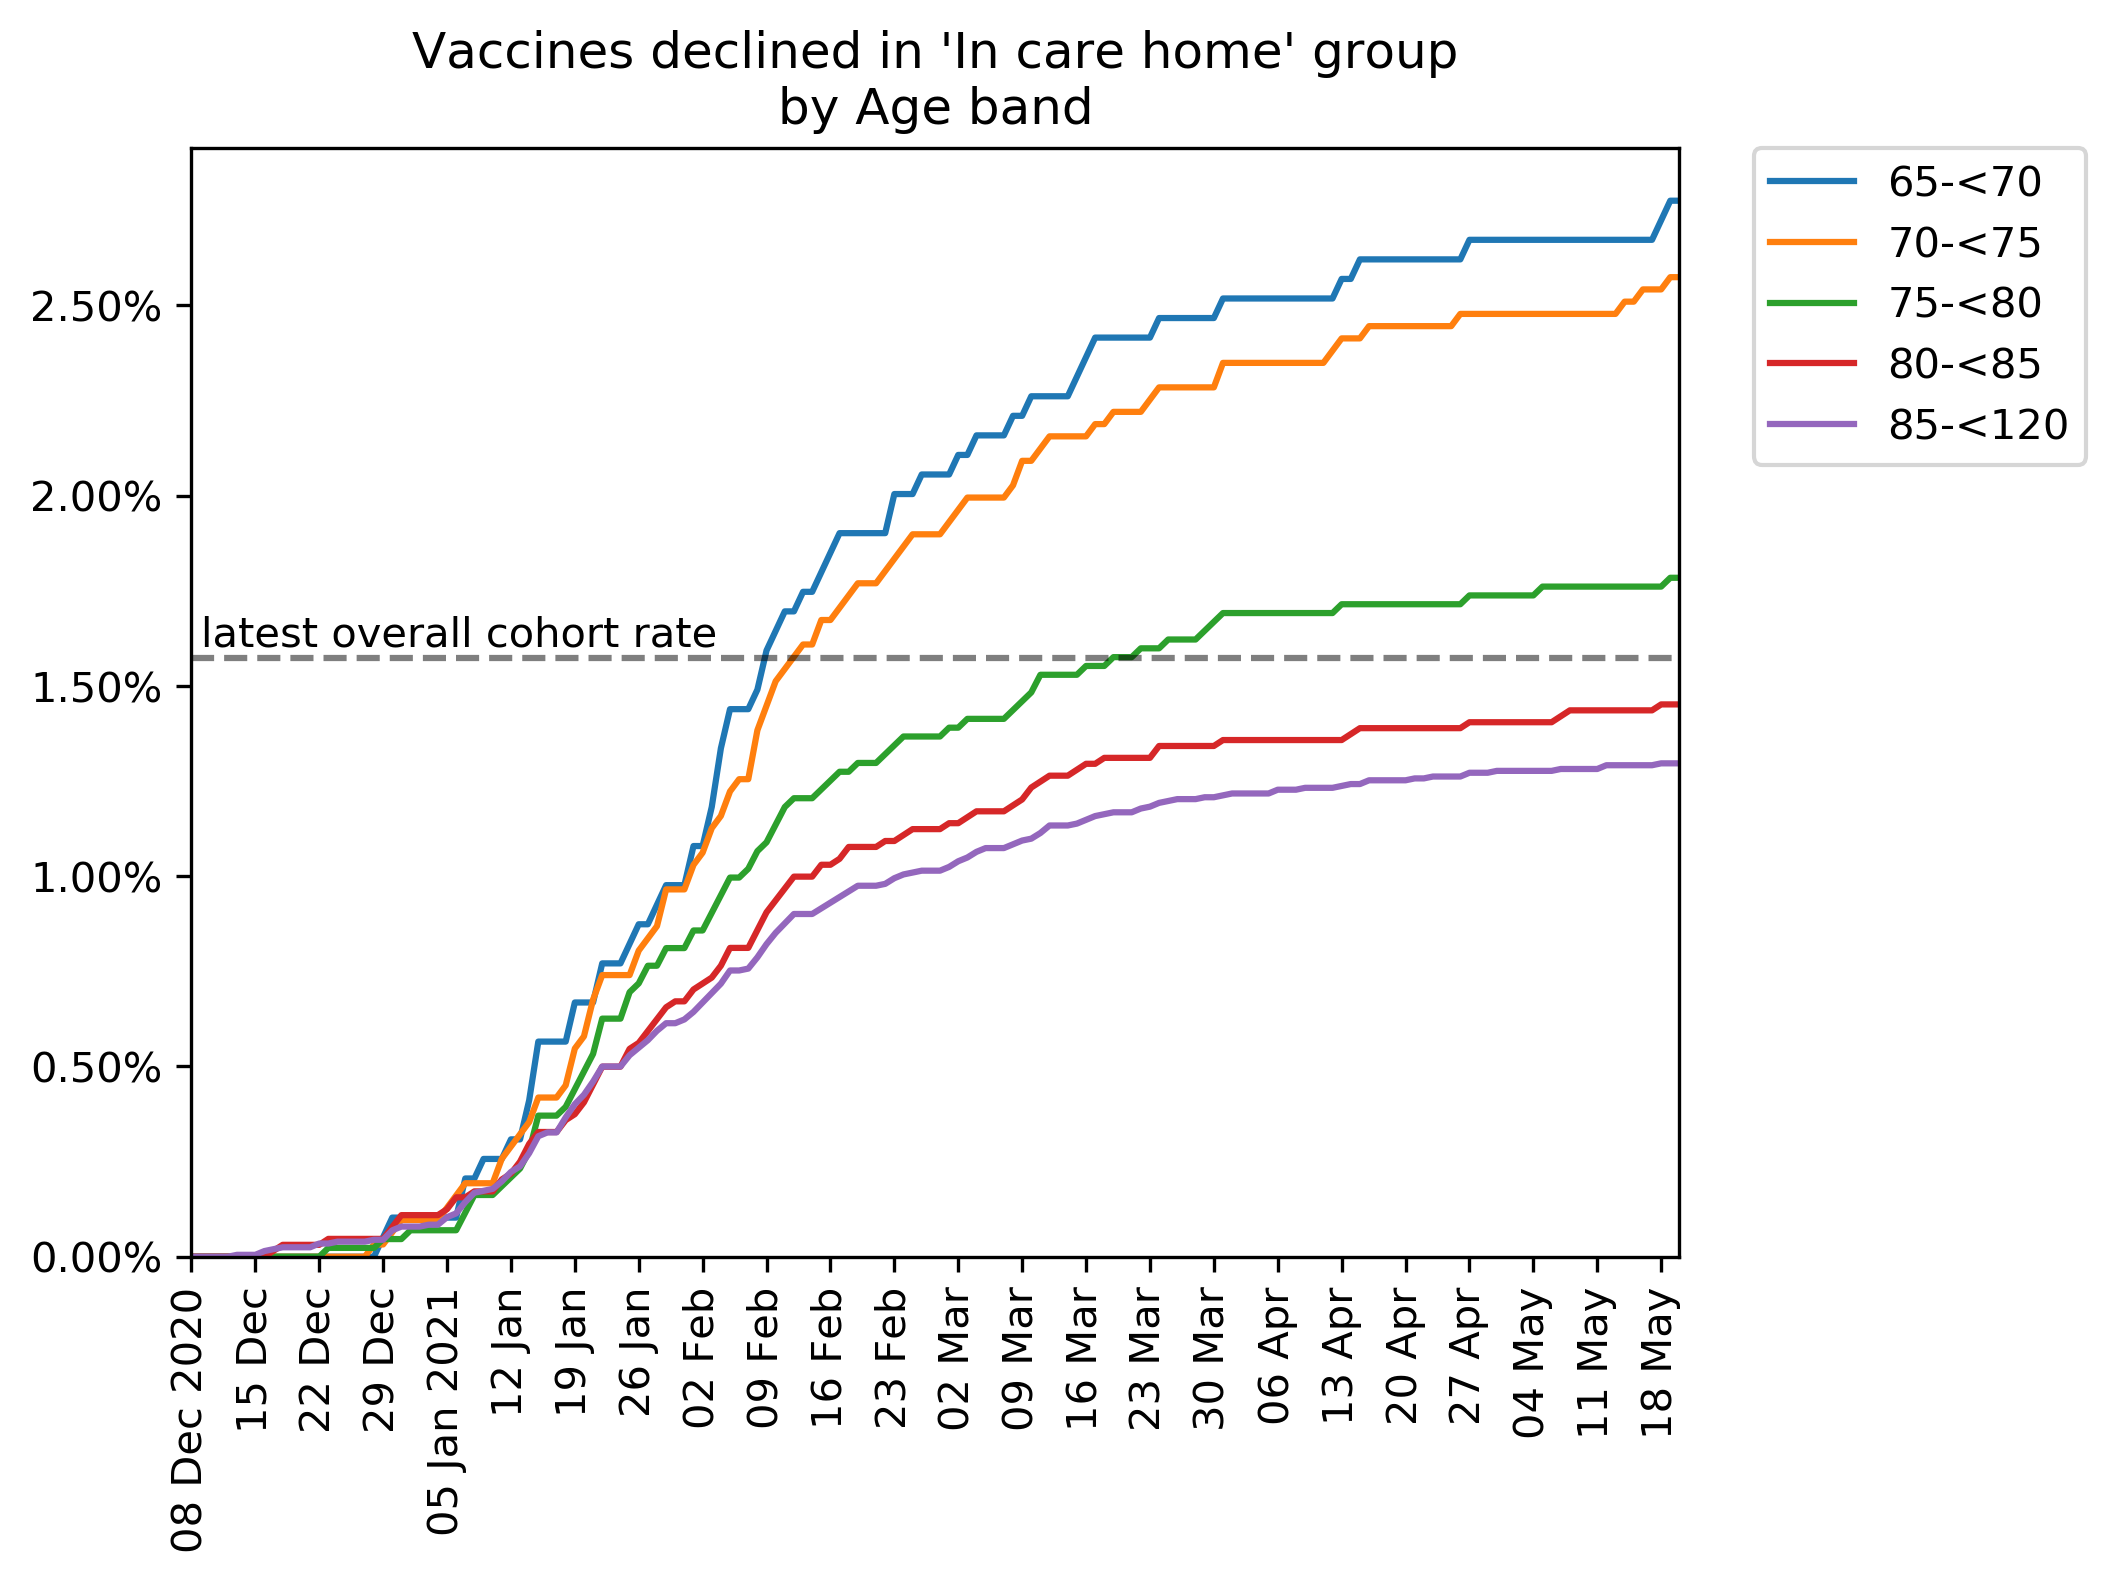 Vaccines declined in 'In care home' group
by Age band
65-<70
70-<75
75-<80
80-<85
85-<120
2.50%
2.00%
1.50%
1.00%
0.50%
0.00%
latest overall cohort rate
08 Dec 2020
15 Dec
22 Dec
29 Dec
05 Jan 2021
12 Jan
19 Jan
26 Jan
02 Feb
09 Feb
16 Feb
23 Feb
02 Mar
09 Mar
16 Mar
23 Mar
30 Mar
06 Apr
13 Apr
20 Apr
27 Apr
04 May
11 May
18 May